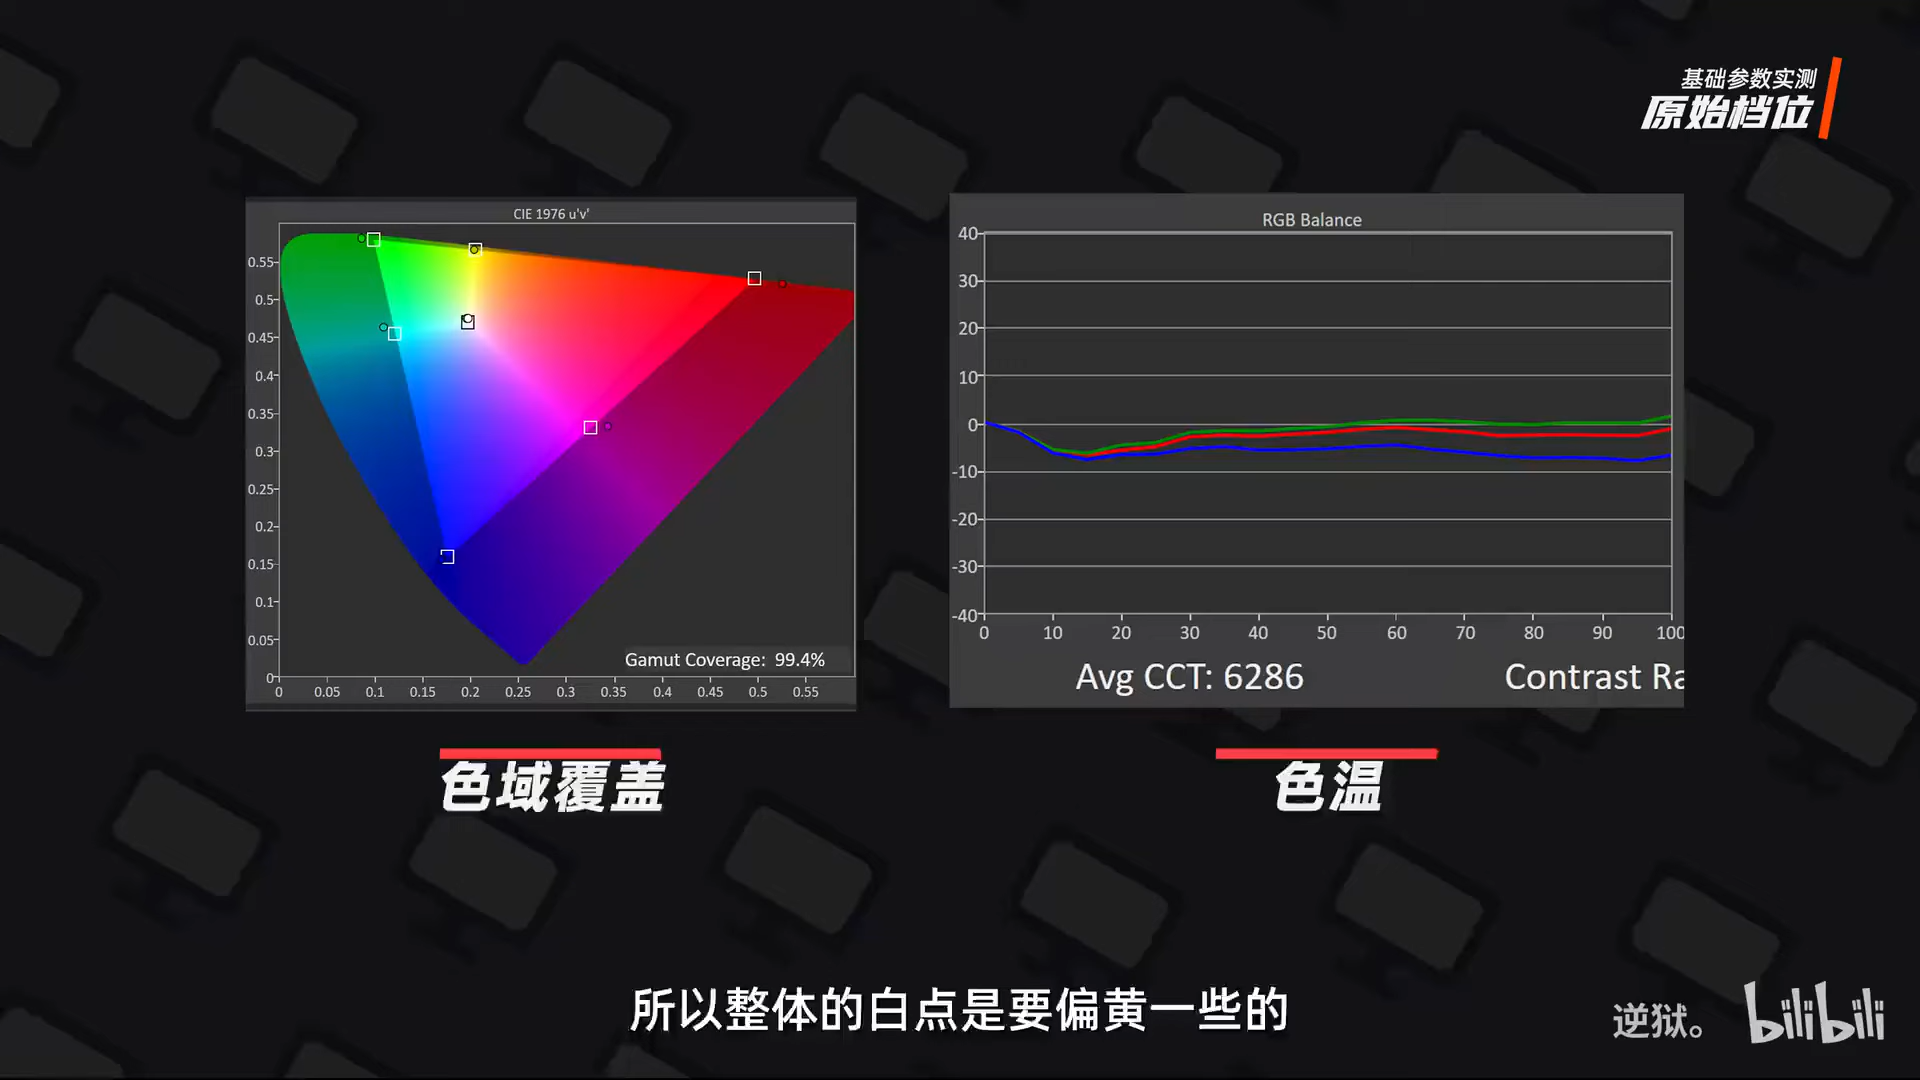 基础参数实测
原始档位
CIE 1976 u'v'
0.55
0.5
0.45
0.4
0.35
0.3
0.25
0.2
0.15
0.1
0.05
0
0 0.05 0.1 0.15 0.2 0.25 0.3 0.35 0.4 0.45 0.5 0.55
Gamut Coverage: 99.4%
色域覆盖
RGB Balance
40
30
20
10
0
-10
-20
-30
-40
0 10 20 30 40 50 60 70 80 90 100
Avg CCT: 6286
Contrast Ra
色温
所以整体的白点是要偏黄一些的
逆狱。 bilibili